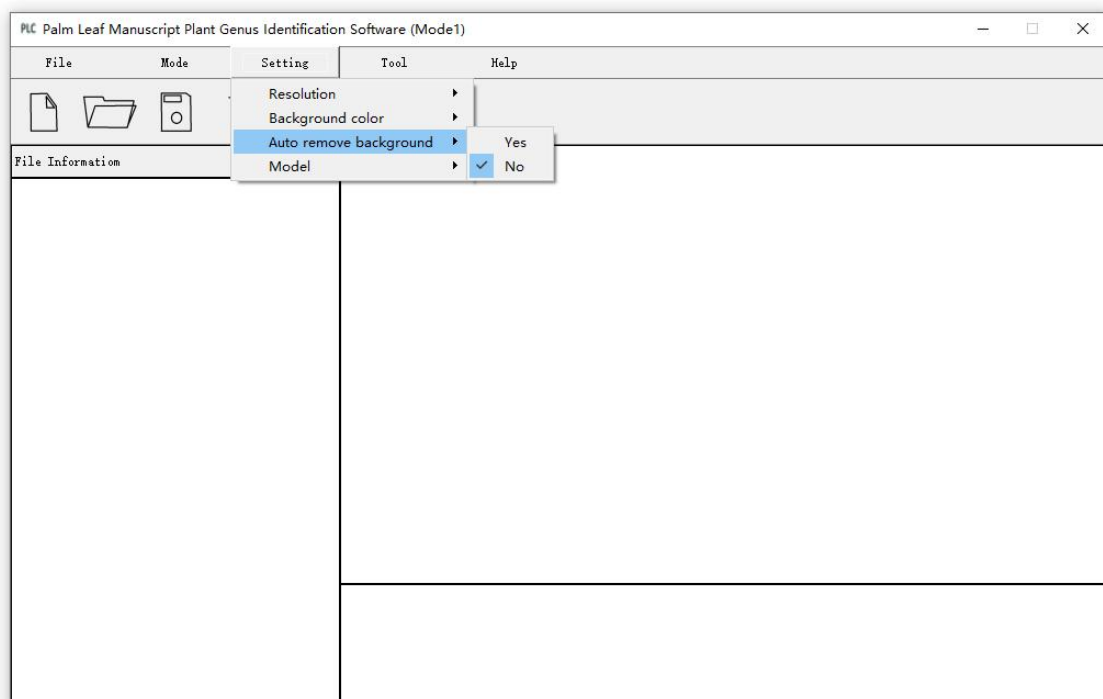 PLC Palm Leaf Manuscript Plant Genus Identification Software (Mode1)
File Mode Setting Tool Help
Resolution
Background color
Auto remove background Yes
File Information
Model No